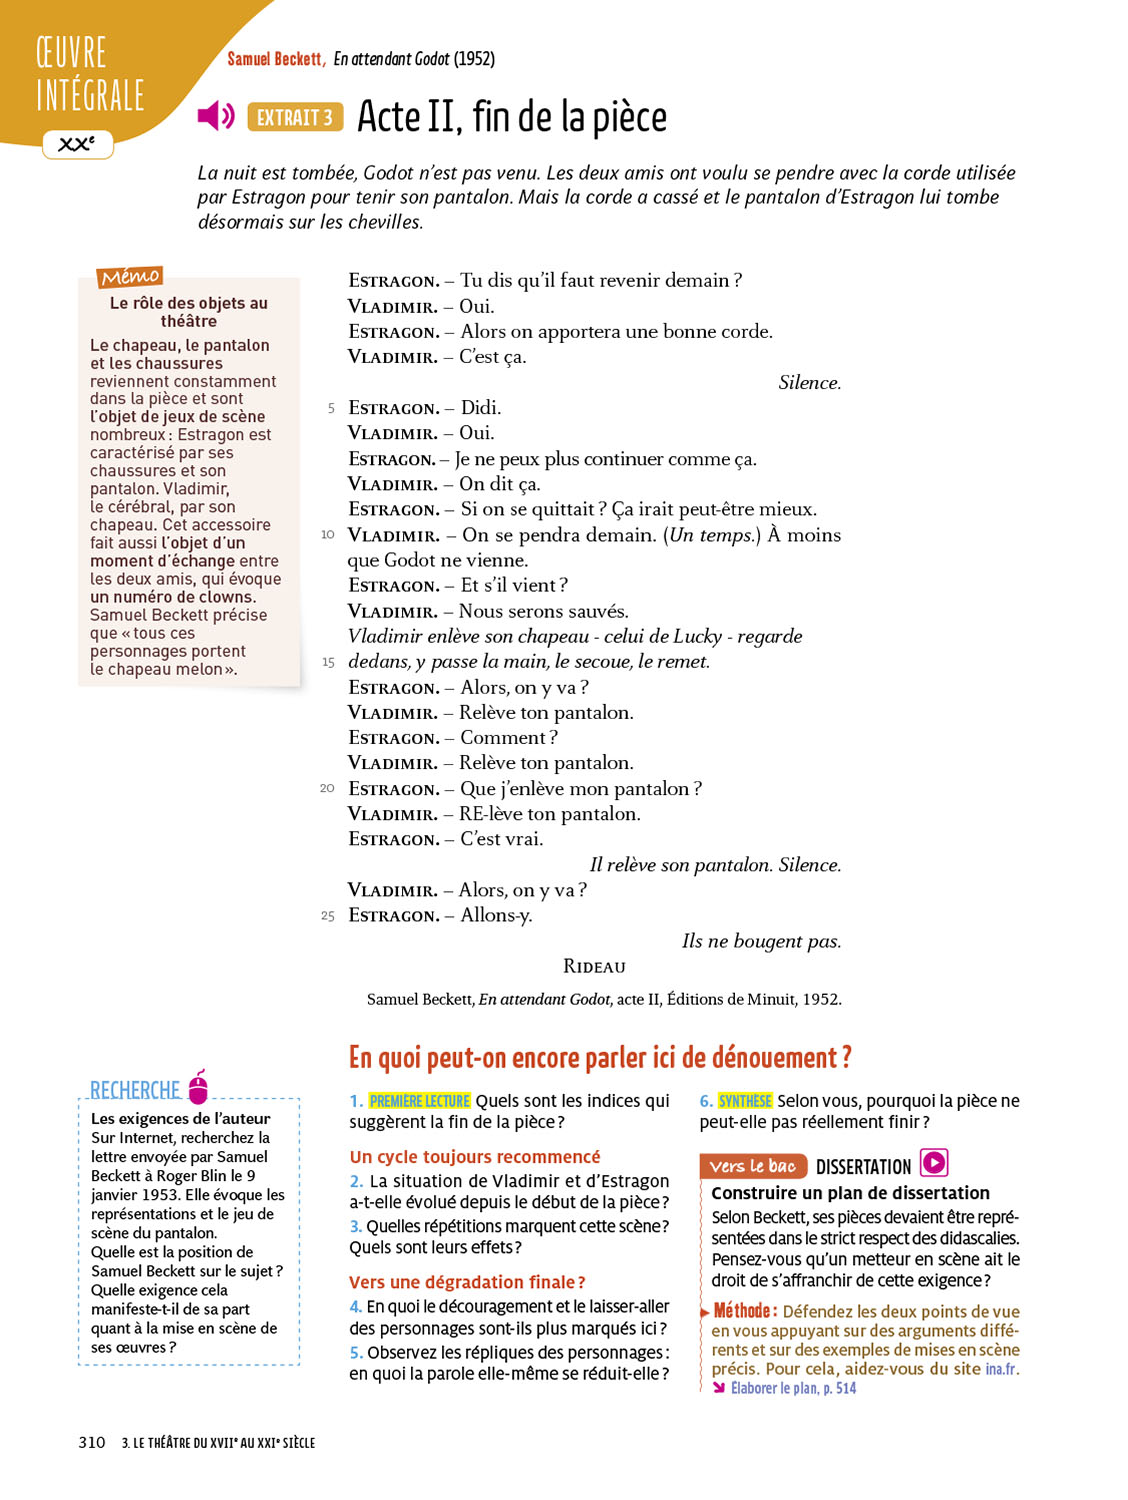 ŒUVRE
INTÉGRALE
XXe
Samuel Beckett, En attendant Godot (1952)
EXTRAIT 3 Acte II, fin de la pièce
La nuit est tombée, Godot n'est pas venu. Les deux amis ont voulu se pendre avec la corde utilisée
par Estragon pour tenir son pantalon. Mais la corde a cassé et le pantalon d'Estragon lui tombe
désormais sur les chevilles.
Mémo
Le rôle des objets au
théâtre
Le chapeau, le pantalon
et les chaussures
reviennent constamment
dans la pièce et sont
l'objet de jeux de scène
nombreux : Estragon est
caractérisé par ses
chaussures et son
pantalon. Vladimir,
le cérébral, par son
chapeau. Cet accessoire
fait aussi l'objet d'un
moment d'échange entre
les deux amis, qui évoque
un numéro de clowns.
Samuel Beckett précise
que « tous ces
personnages portent
le chapeau melon ».
ESTRAGON. – Tu dis qu'il faut revenir demain ?
VLADIMIR. – Oui.
ESTRAGON. – Alors on apportera une bonne corde.
VLADIMIR. – C'est ça.
Silence.
5 ESTRAGON. – Didi.
VLADIMIR. – Oui.
ESTRAGON. – Je ne peux plus continuer comme ça.
VLADIMIR. – On dit ça.
ESTRAGON. – Si on se quittait ? Ça irait peut-être mieux.
10 VLADIMIR. – On se pendra demain. (Un temps.) À moins
que Godot ne vienne.
ESTRAGON. – Et s'il vient ?
VLADIMIR. – Nous serons sauvés.
Vladimir enlève son chapeau - celui de Lucky - regarde
15 dedans, y passe la main, le secoue, le remet.
ESTRAGON. – Alors, on y va ?
VLADIMIR. – Relève ton pantalon.
ESTRAGON. – Comment ?
VLADIMIR. – Relève ton pantalon.
20 ESTRAGON. – Que j'enlève mon pantalon ?
VLADIMIR. – RE-lève ton pantalon.
ESTRAGON. – C'est vrai.
Il relève son pantalon. Silence.
VLADIMIR. – Alors, on y va ?
25 ESTRAGON. – Allons-y.
Ils ne bougent pas.
RIDEAU
Samuel Beckett, En attendant Godot, acte II, Éditions de Minuit, 1952.
RECHERCHE
Les exigences de l'auteur
Sur Internet, recherchez la
lettre envoyée par Samuel
Beckett à Roger Blin le 9
janvier 1953. Elle évoque les
représentations et le jeu de
scène du pantalon.
Quelle est la position de
Samuel Beckett sur le sujet ?
Quelle exigence cela
manifeste-t-il de sa part
quant à la mise en scène de
ses œuvres ?
En quoi peut-on encore parler ici de dénouement ?
1. PREMIÈRE LECTURE Quels sont les indices qui
suggèrent la fin de la pièce ?
Un cycle toujours recommencé
2. La situation de Vladimir et d'Estragon
a-t-elle évolué depuis le début de la pièce ?
3. Quelles répétitions marquent cette scène ?
Quels sont leurs effets ?
Vers une dégradation finale ?
4. En quoi le découragement et le laisser-aller
des personnages sont-ils plus marqués ici ?
5. Observez les répliques des personnages :
en quoi la parole elle-même se réduit-elle ?
6. SYNTHÈSE Selon vous, pourquoi la pièce ne
peut-elle pas réellement finir ?
Vers le bac DISSERTATION
Construire un plan de dissertation
Selon Beckett, ses pièces devaient être repré-
sentées dans le strict respect des didascalies.
Pensez-vous qu'un metteur en scène ait le
droit de s'affranchir de cette exigence ?
Méthode : Défendez les deux points de vue
en vous appuyant sur des arguments diffé-
rents et sur des exemples de mises en scène
précis. Pour cela, aidez-vous du site ina.fr.
Élaborer le plan, p. 514
310 3. LE THÉÂTRE DU XVIIe AU XXIe SIÈCLE